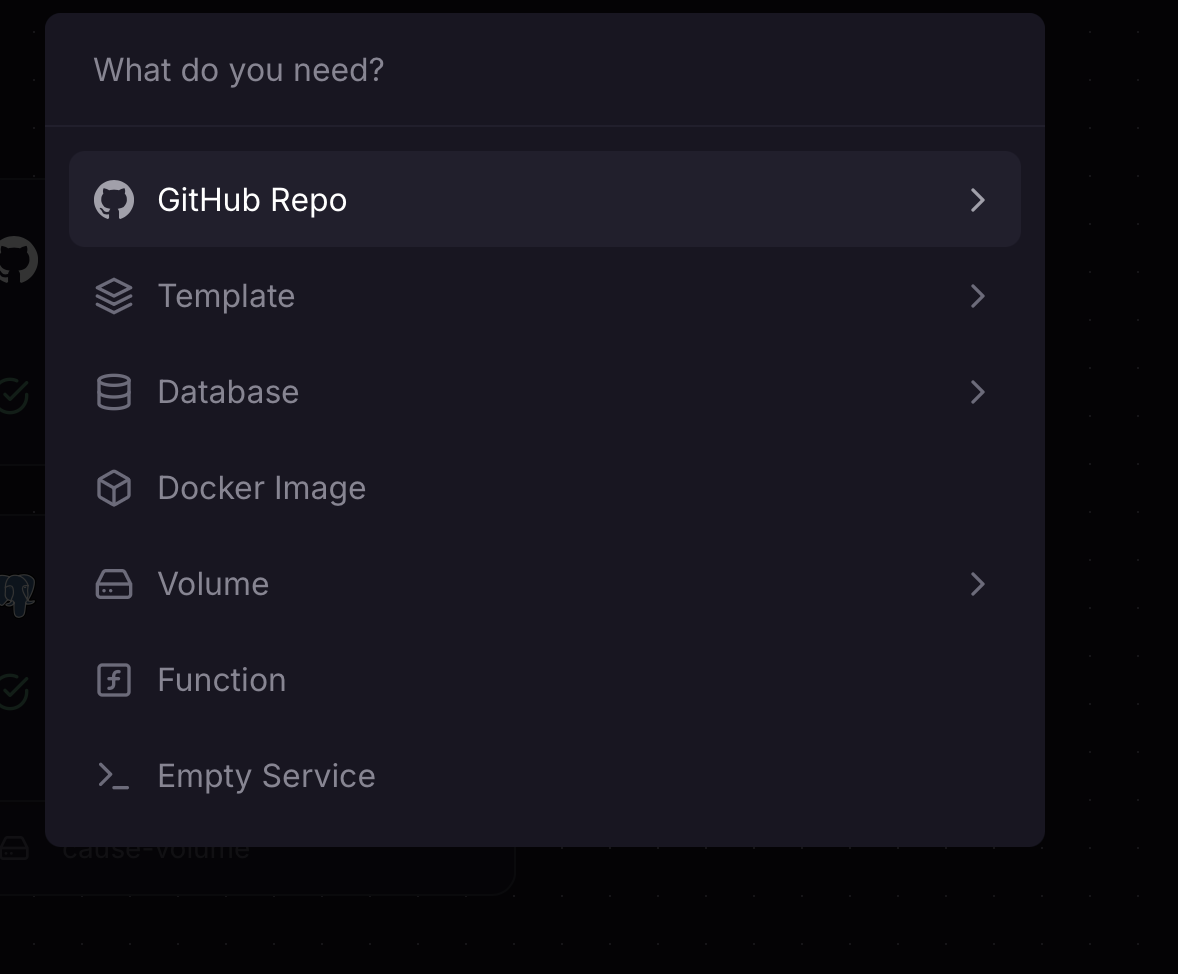 What do you need?
GitHub Repo
Template
Database
Docker Image
Volume
Function
Empty Service
cause-volume